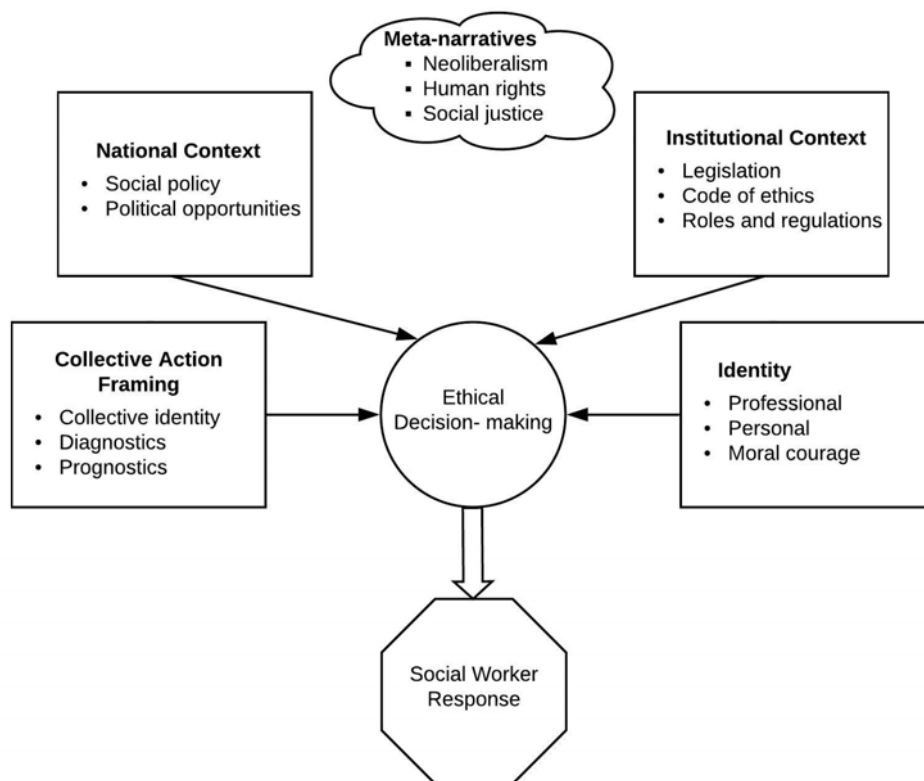 Meta-narratives
▪ Neoliberalism
▪ Human rights
▪ Social justice
National Context
• Social policy
• Political opportunities
Institutional Context
• Legislation
• Code of ethics
• Roles and regulations
Collective Action
Framing
• Collective identity
• Diagnostics
• Prognostics
Ethical
Decision- making
Identity
• Professional
• Personal
• Moral courage
Social Worker
Response